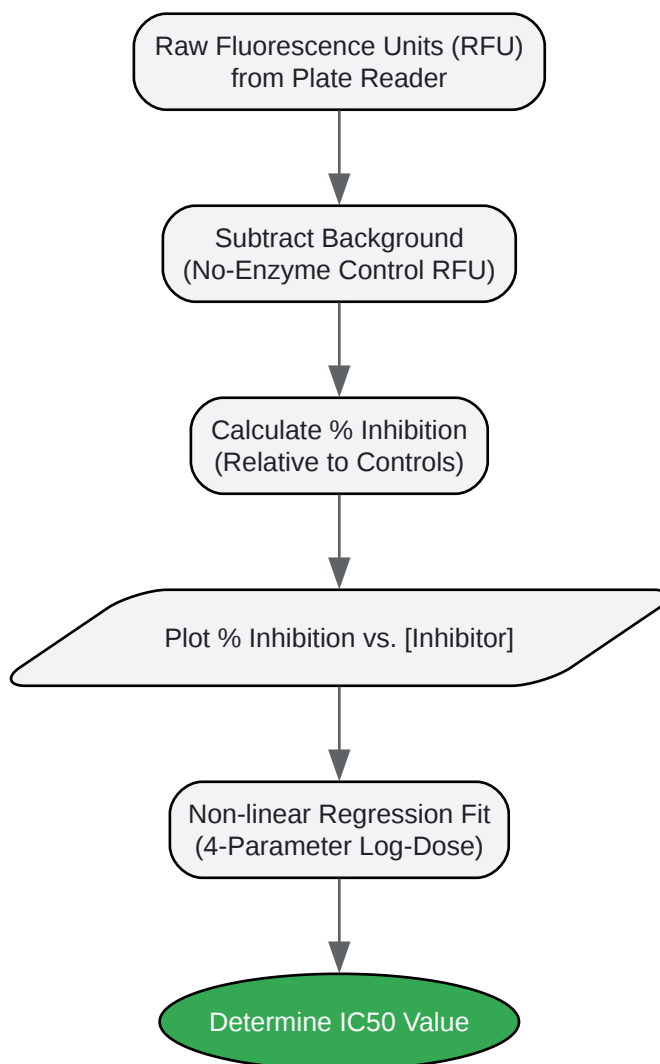 Raw Fluorescence Units (RFU)
from Plate Reader
Subtract Background
(No-Enzyme Control RFU)
Calculate % Inhibition
(Relative to Controls)
Plot % Inhibition vs. [Inhibitor]
Non-linear Regression Fit
(4-Parameter Log-Dose)
Determine IC50 Value